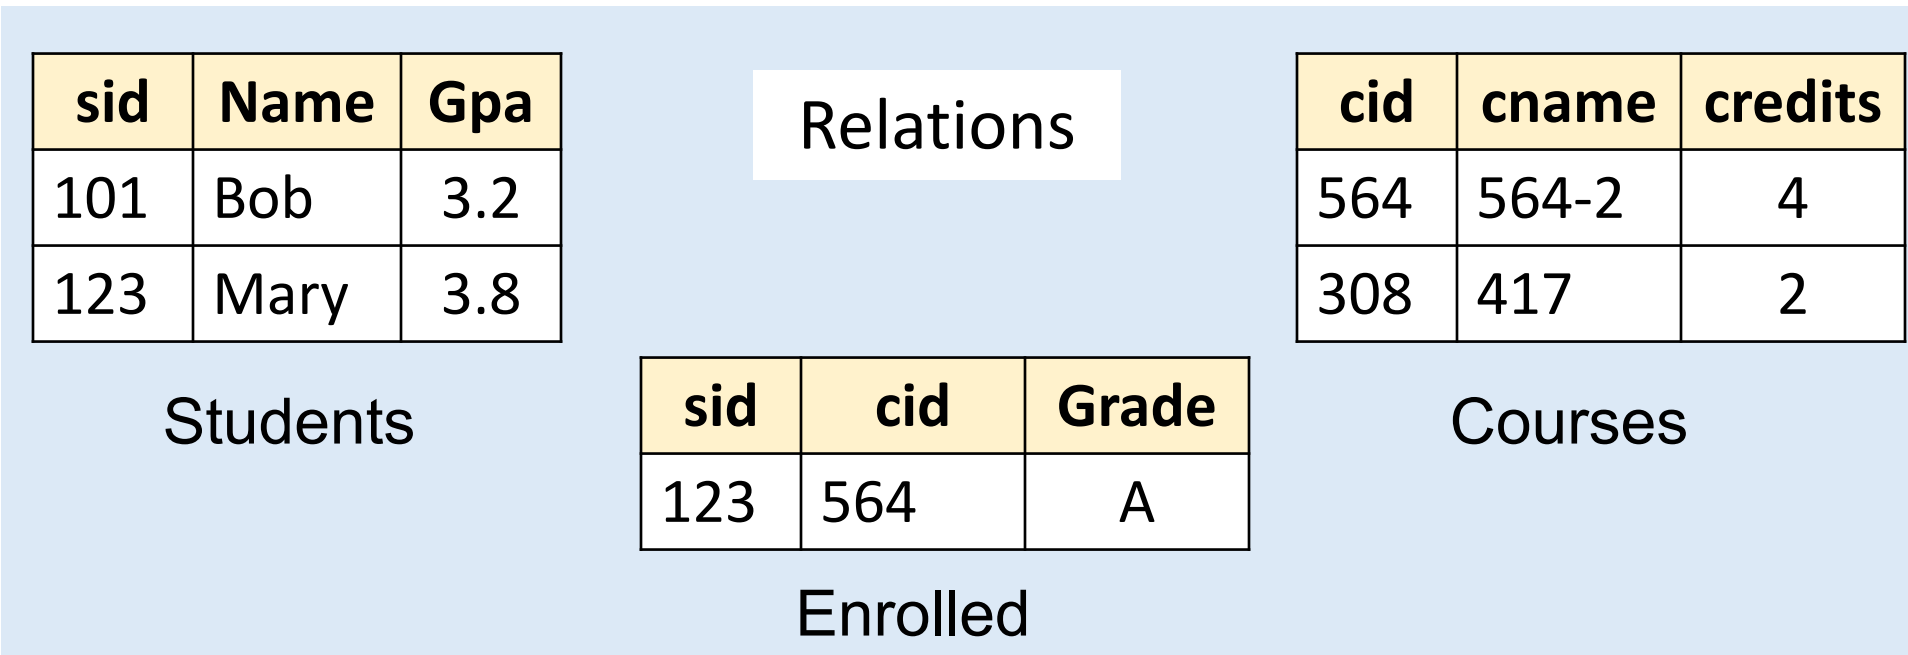 sid Name Gpa
101 Bob 3.2
123 Mary 3.8
Students
Relations
cid cname credits
564 564-2 4
308 417 2
Courses
sid cid Grade
123 564 A
Enrolled